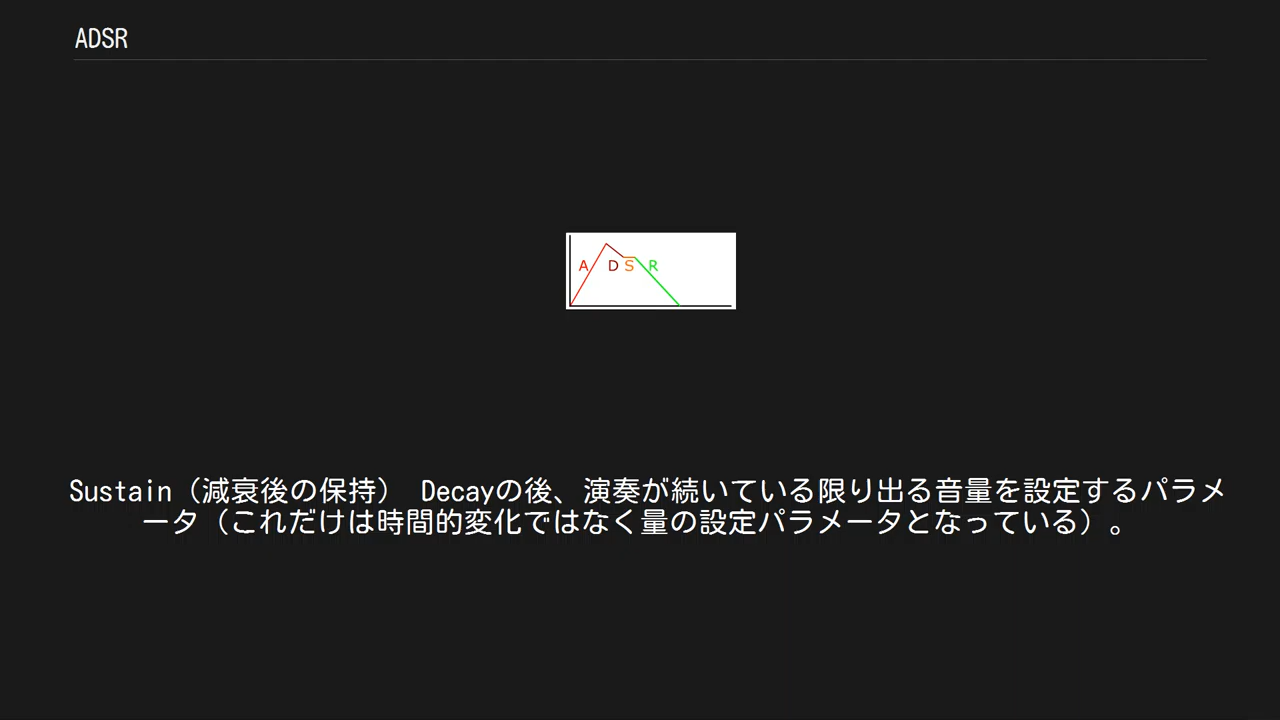 ADSR
A D S R
Sustain（減衰後の保持） Decayの後、演奏が続いている限り出る音量を設定するパラメ
ータ（これだけは時間的変化ではなく量の設定パラメータとなっている）。